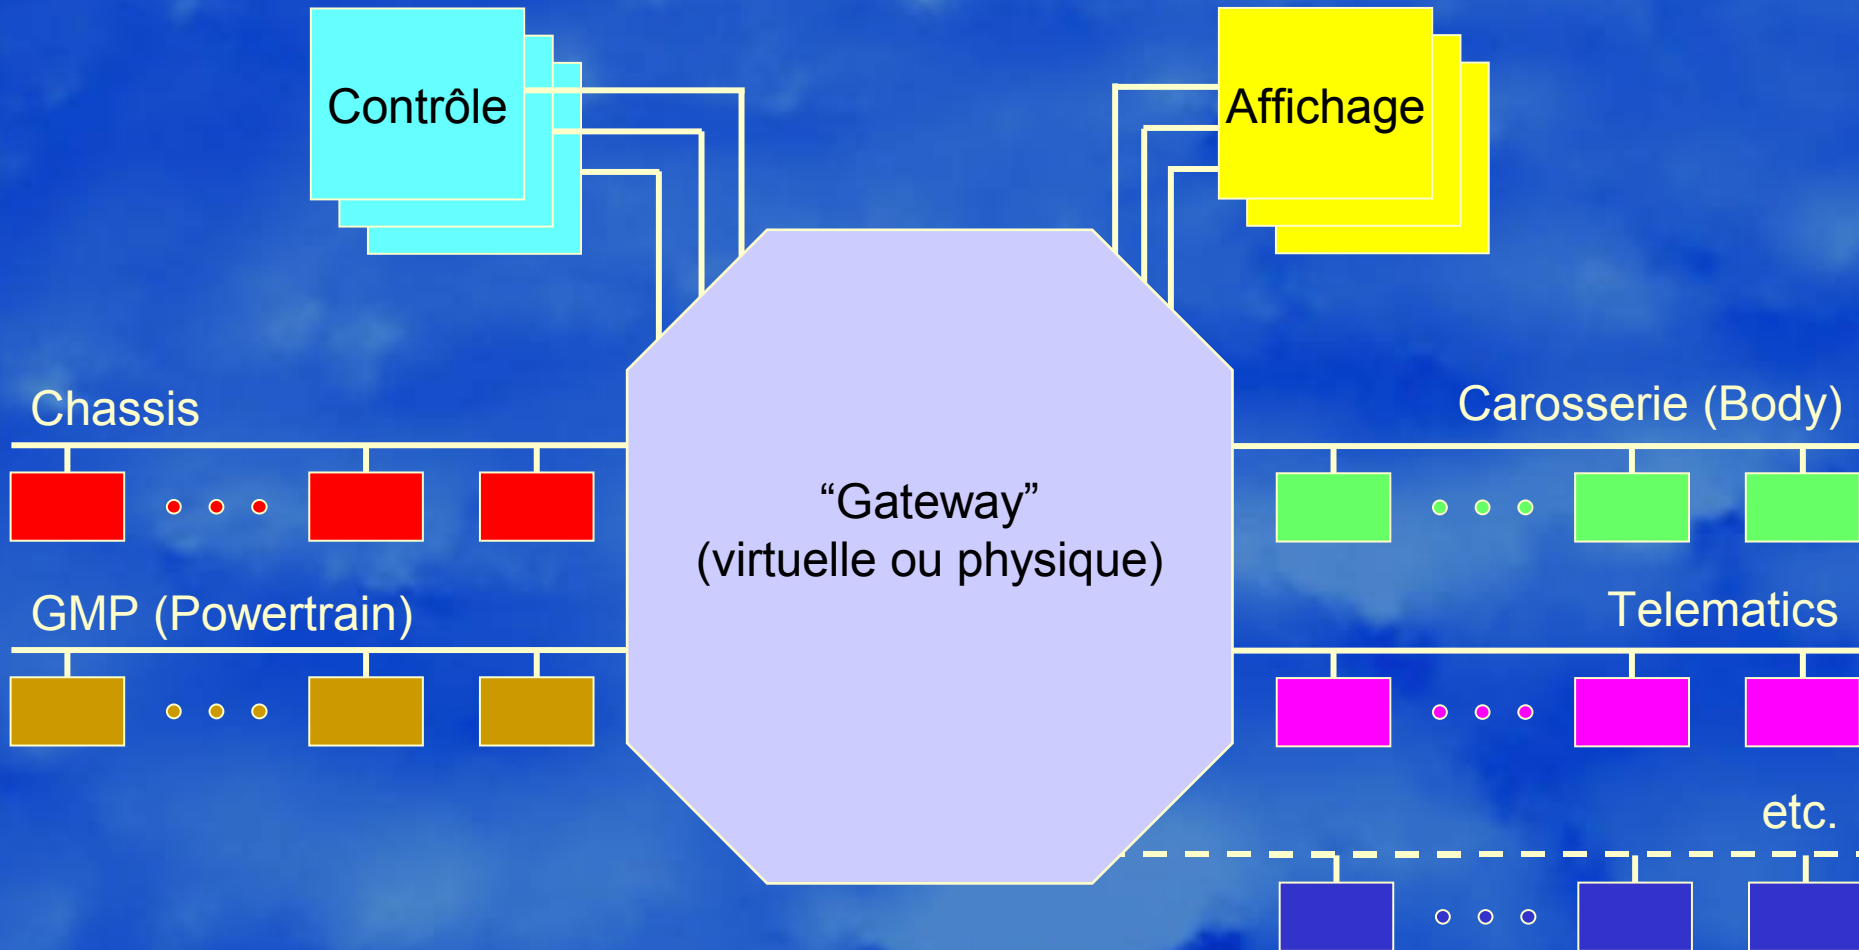 Contrôle
Affichage
Chassis
Carosserie (Body)
“Gateway”
(virtuelle ou physique)
GMP (Powertrain)
Telematics
etc.